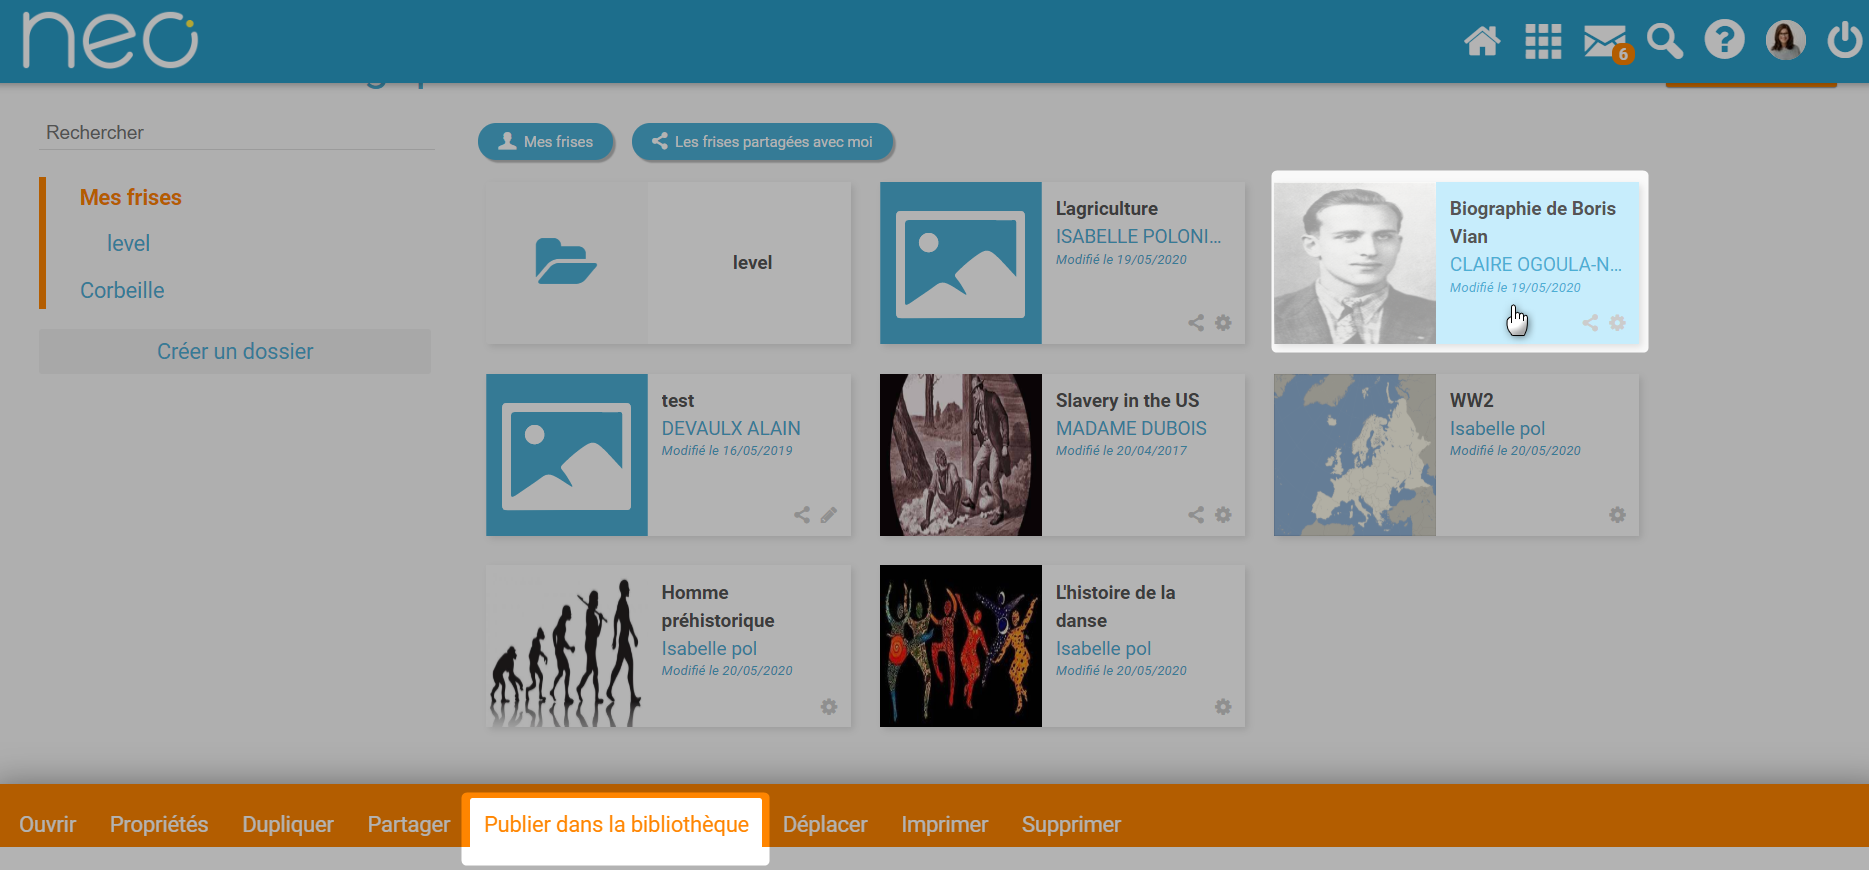 neo
6
Rechercher
Mes frises
level
Corbeille
Créer un dossier
Mes frises
Les frises partagées avec moi
level
L'agriculture
ISABELLE POLONI...
Modifié le 19/05/2020
Biographie de Boris
Vian
CLAIRE OGOULA-N...
Modifié le 19/05/2020
test
DEVAULX ALAIN
Modifié le 16/05/2019
Slavery in the US
MADAME DUBOIS
Modifié le 20/04/2017
WW2
Isabelle pol
Modifié le 20/05/2020
Homme
préhistorique
Isabelle pol
Modifié le 20/05/2020
L'histoire de la
danse
Isabelle pol
Modifié le 20/05/2020
Ouvrir
Propriétés
Dupliquer
Partager
Publier dans la bibliothèque
Déplacer
Imprimer
Supprimer